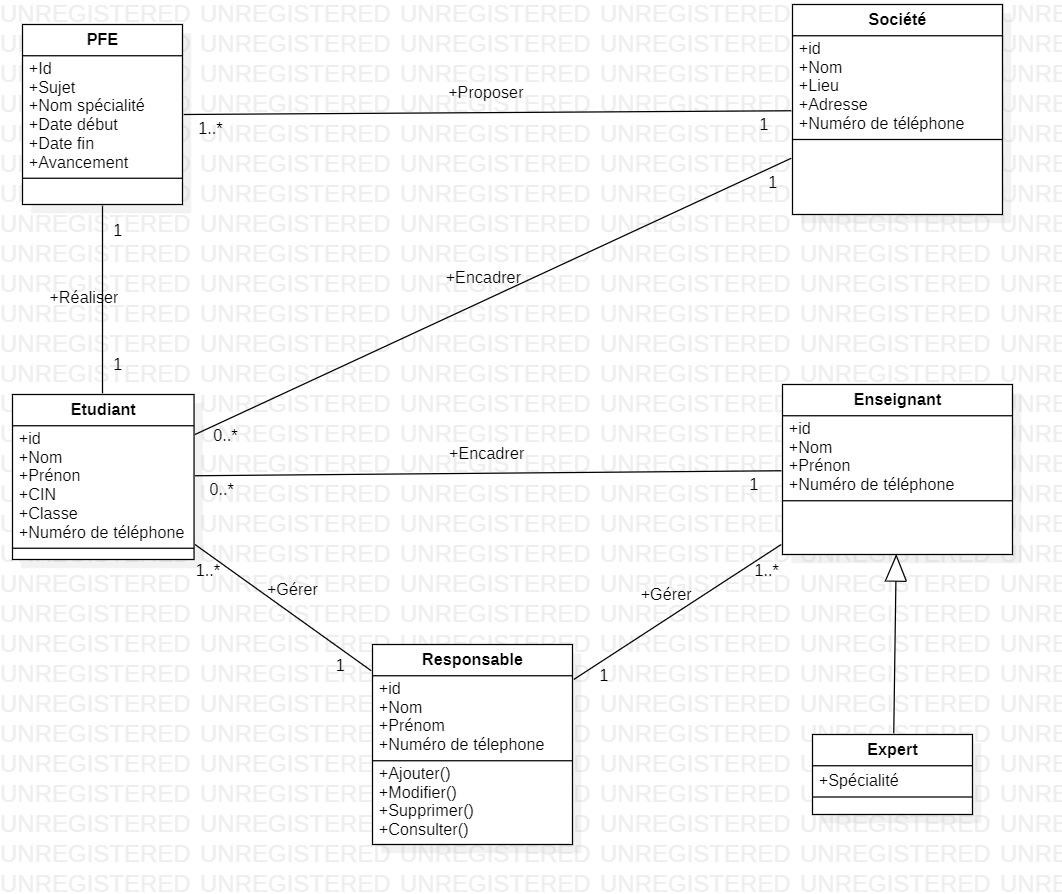 PFE
+Id
+Sujet
+Nom spécialité
+Date début
+Date fin
+Avancement
Société
+id
+Nom
+Lieu
+Adresse
+Numéro de téléphone
+Proposer
1..*
1
1
+Réaliser
1
1
+Encadrer
0..*
Etudiant
+id
+Nom
+Prénon
+CIN
+Classe
+Numéro de téléphone
+Encadrer
0..*
1
Enseignant
+id
+Nom
+Prénon
+Numéro de téléphone
1..*
+Gérer
1
1..*
+Gérer
1
Responsable
+id
+Nom
+Prénom
+Numéro de télephone
+Ajouter()
+Modifier()
+Supprimer()
+Consulter()
Expert
+Spécialité
UNREGISTERED